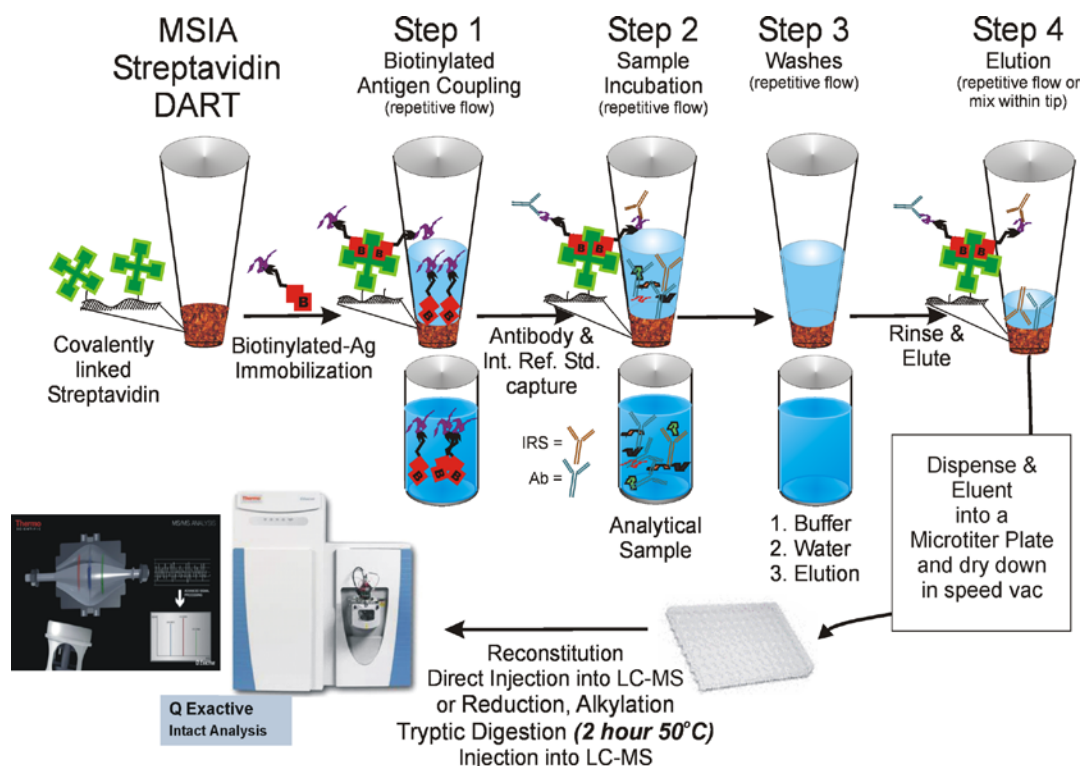 MSIA
Streptavidin
DART
Step 1
Biotinylated
Antigen Coupling
(repetitive flow)
Step 2
Sample
Incubation
(repetitive flow)
Step 3
Washes
(repetitive flow)
Step 4
Elution
(repetitive flow or
mix within tip)
B B
B
B B
B B
B B
Covalently
linked
Streptavidin
Biotinylated-Ag
Immobilization
Antibody &
Int. Ref. Std.
capture
Rinse &
Elute
B B
IRS =
Ab =
Analytical
Sample
1. Buffer
2. Water
3. Elution
Dispense &
Eluent
into a
Microtiter Plate
and dry down
in speed vac
Thermo
MS/MS ANALYSIS
Thermo
Reconstitution
Direct Injection into LC-MS
or Reduction, Alkylation
Tryptic Digestion (2 hour 50°C)
Injection into LC-MS
Q Exactive
Intact Analysis